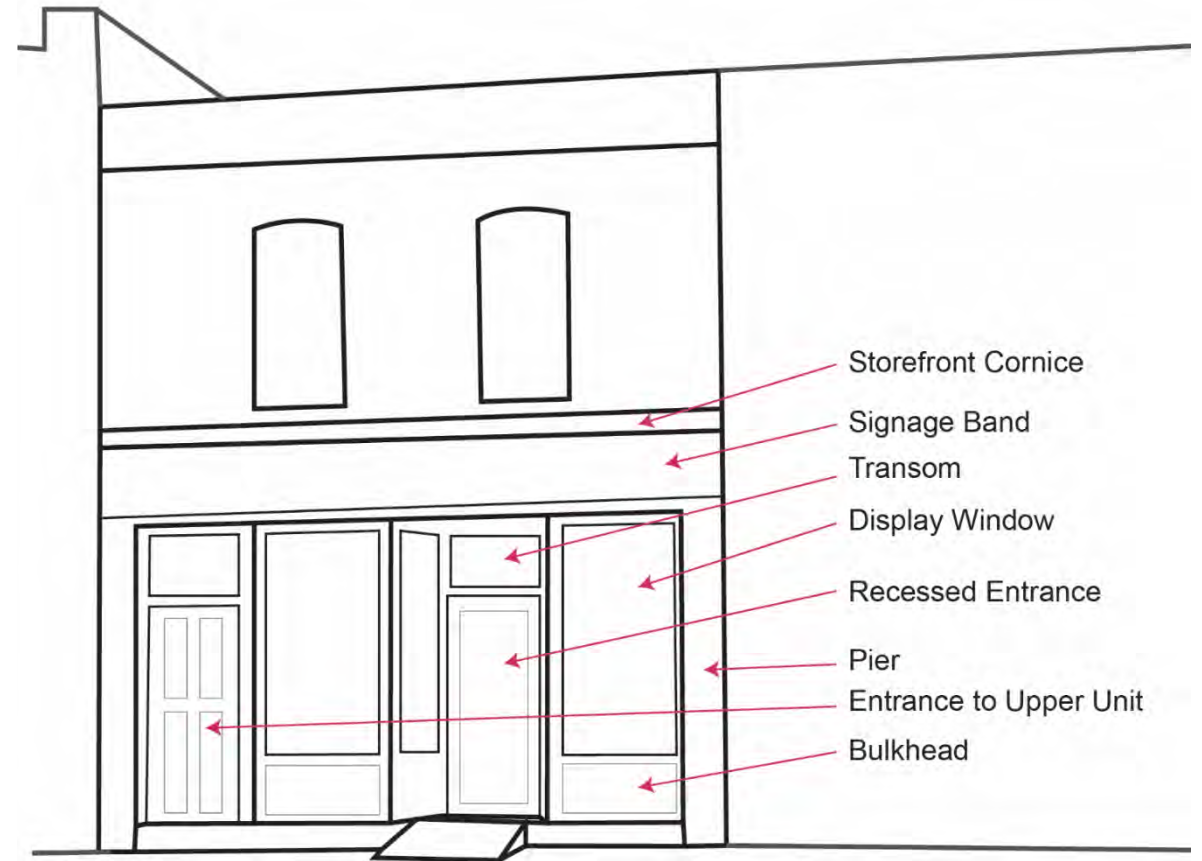 Storefront Cornice
Signage Band
Transom
Display Window
Recessed Entrance
Pier
Entrance to Upper Unit
Bulkhead